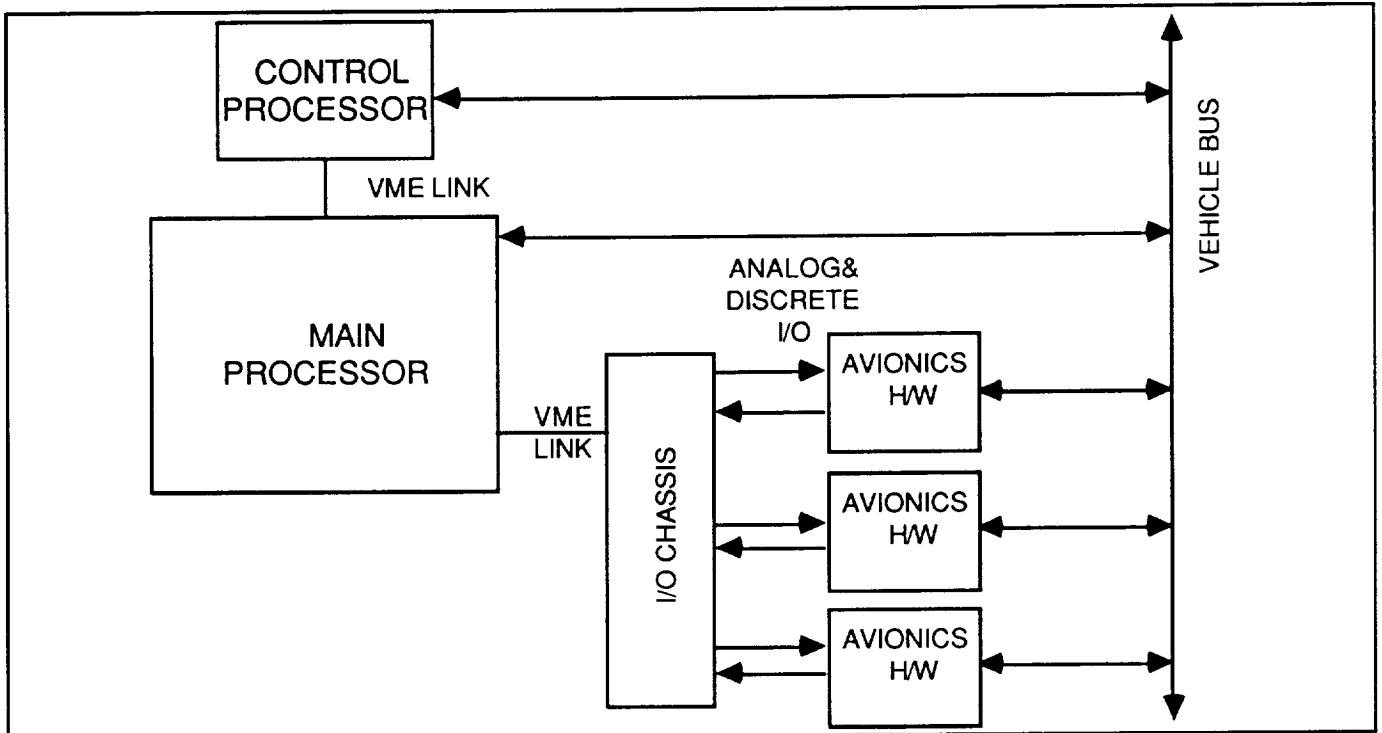 CONTROL
PROCESSOR
VME LINK
VEHICLE BUS
MAIN
PROCESSOR
ANALOG&
DISCRETE
I/O
VME
LINK
I/O CHASSIS
AVIONICS
H/W
AVIONICS
H/W
AVIONICS
H/W